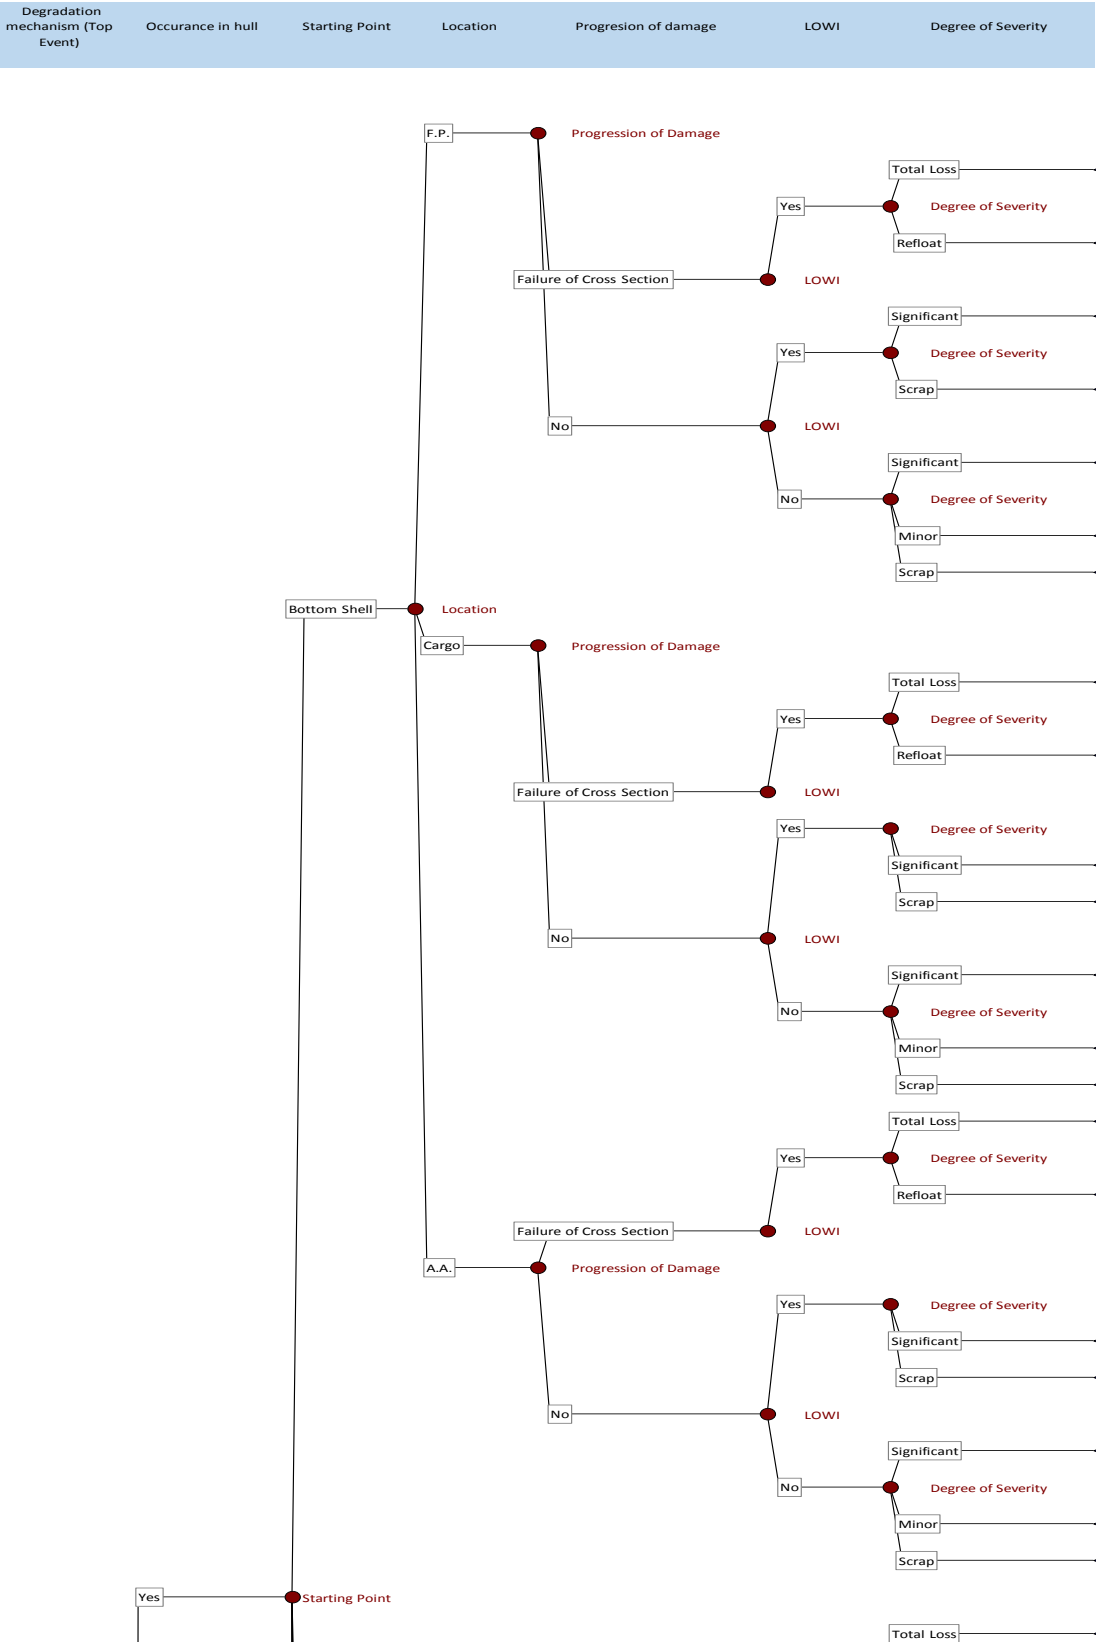 Degradation
mechanism (Top
Event)
Occurance in hull
Starting Point
Location
Progresion of damage
LOWI
Degree of Severity
F.P.
Progression of Damage
Total Loss
Yes
Degree of Severity
Refloat
Failure of Cross Section
LOWI
Significant
Yes
Degree of Severity
Scrap
No
LOWI
Significant
No
Degree of Severity
Minor
Scrap
Bottom Shell
Location
Cargo
Progression of Damage
Total Loss
Yes
Degree of Severity
Refloat
Failure of Cross Section
LOWI
Yes
Degree of Severity
Significant
Scrap
No
LOWI
Significant
No
Degree of Severity
Minor
Scrap
Total Loss
Yes
Degree of Severity
Refloat
Failure of Cross Section
LOWI
A.A.
Progression of Damage
Yes
Degree of Severity
Significant
Scrap
No
LOWI
Significant
No
Degree of Severity
Minor
Scrap
Yes
Starting Point
Total Loss